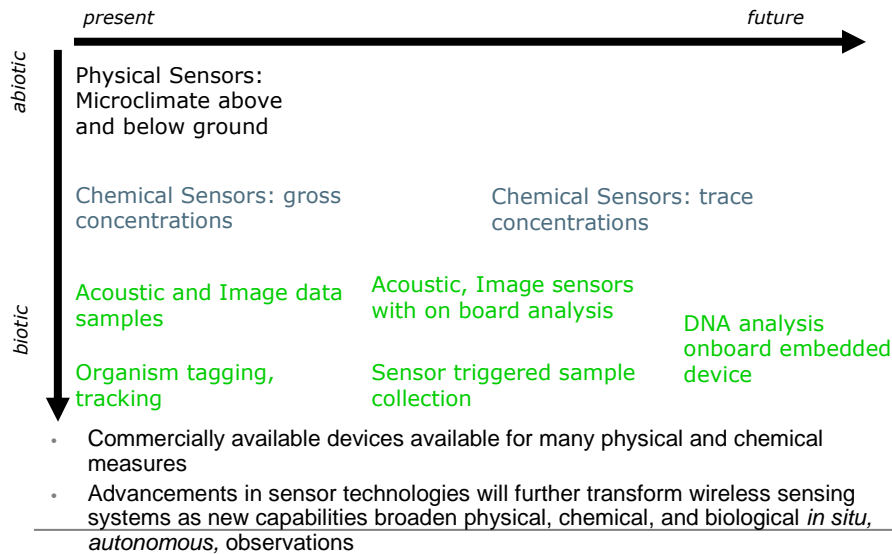 present
future
abiotic
Physical Sensors:
Microclimate above
and below ground
Chemical Sensors: gross
concentrations
Chemical Sensors: trace
concentrations
biotic
Acoustic and Image data
samples
Acoustic, Image sensors
with on board analysis
DNA analysis
onboard embedded
device
Organism tagging,
tracking
Sensor triggered sample
collection
• Commercially available devices available for many physical and chemical
measures
• Advancements in sensor technologies will further transform wireless sensing
systems as new capabilities broaden physical, chemical, and biological in situ,
autonomous, observations